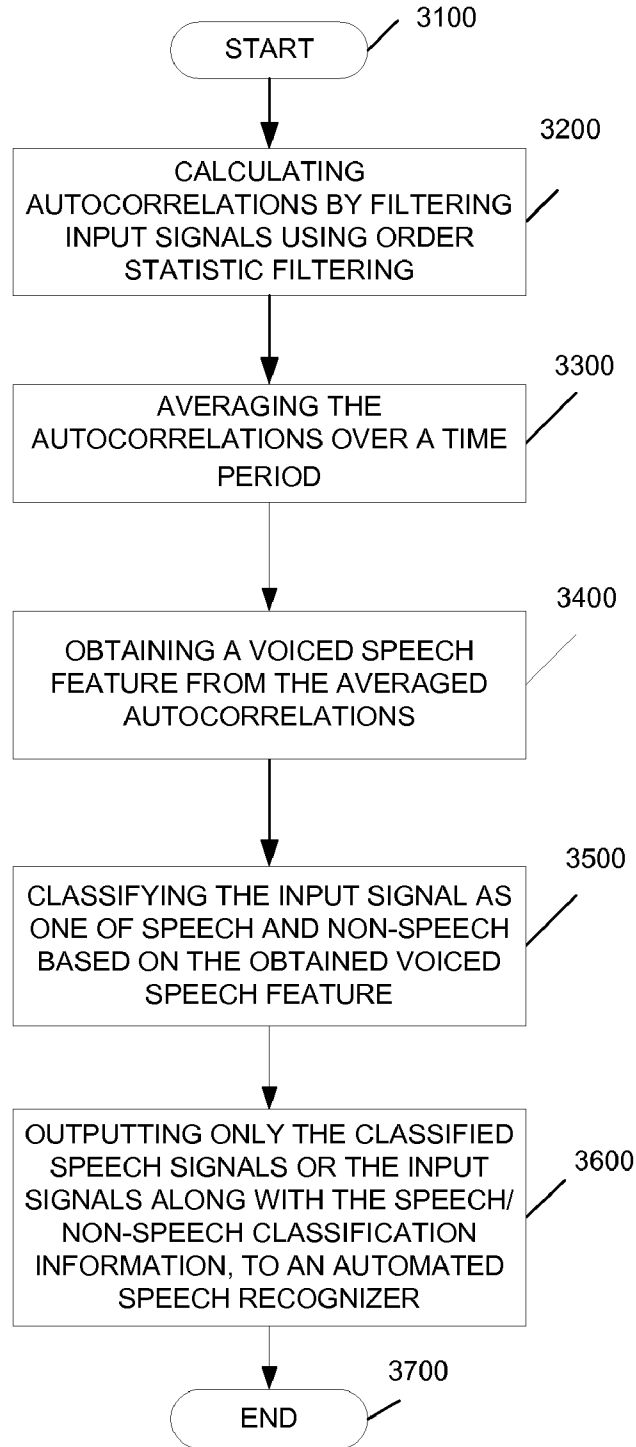 3100
START
3200
CALCULATING
AUTOCORRELATIONS BY FILTERING
INPUT SIGNALS USING ORDER
STATISTIC FILTERING
3300
AVERAGING THE
AUTOCORRELATIONS OVER A TIME
PERIOD
3400
OBTAINING A VOICED SPEECH
FEATURE FROM THE AVERAGED
AUTOCORRELATIONS
3500
CLASSIFYING THE INPUT SIGNAL AS
ONE OF SPEECH AND NON-SPEECH
BASED ON THE OBTAINED VOICED
SPEECH FEATURE
3600
OUTPUTTING ONLY THE CLASSIFIED
SPEECH SIGNALS OR THE INPUT
SIGNALS ALONG WITH THE SPEECH/
NON-SPEECH CLASSIFICATION
INFORMATION, TO AN AUTOMATED
SPEECH RECOGNIZER
3700
END